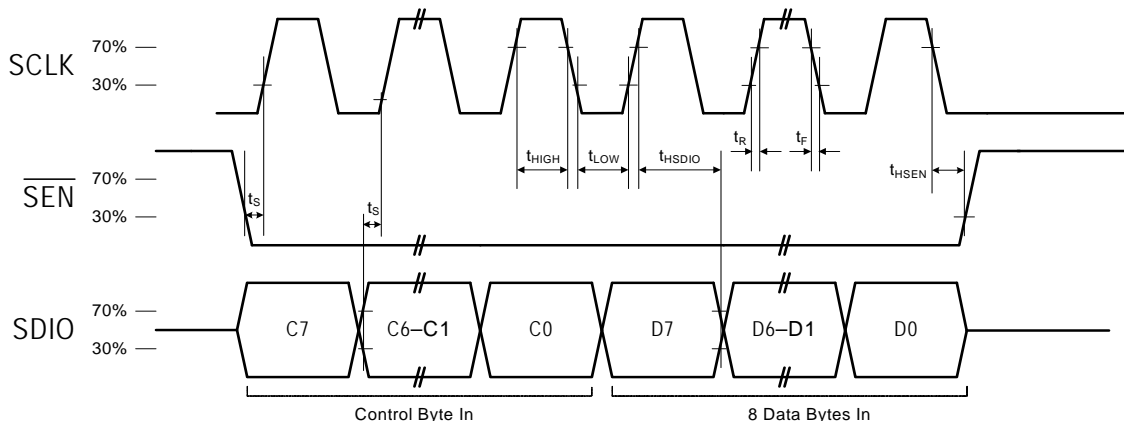 SCLK
70%
30%
tR
tF
tHIGH
tLOW
tHSDIO
tHSEN
SEN
70%
30%
tS
tS
SDIO
70%
30%
C7
C6–C1
C0
D7
D6–D1
D0
Control Byte In
8 Data Bytes In